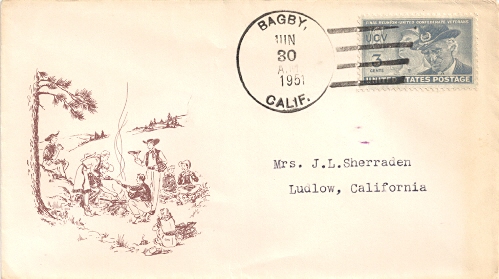 BAGBY,
JUN
30
A.M
1951
CALIF.
FINAL REUNION UNITED CONFEDERATE VETERANS
UCV
3
CENTS
UNITED STATES POSTAGE
Mrs. J.L.Sherraden
Ludlow, California